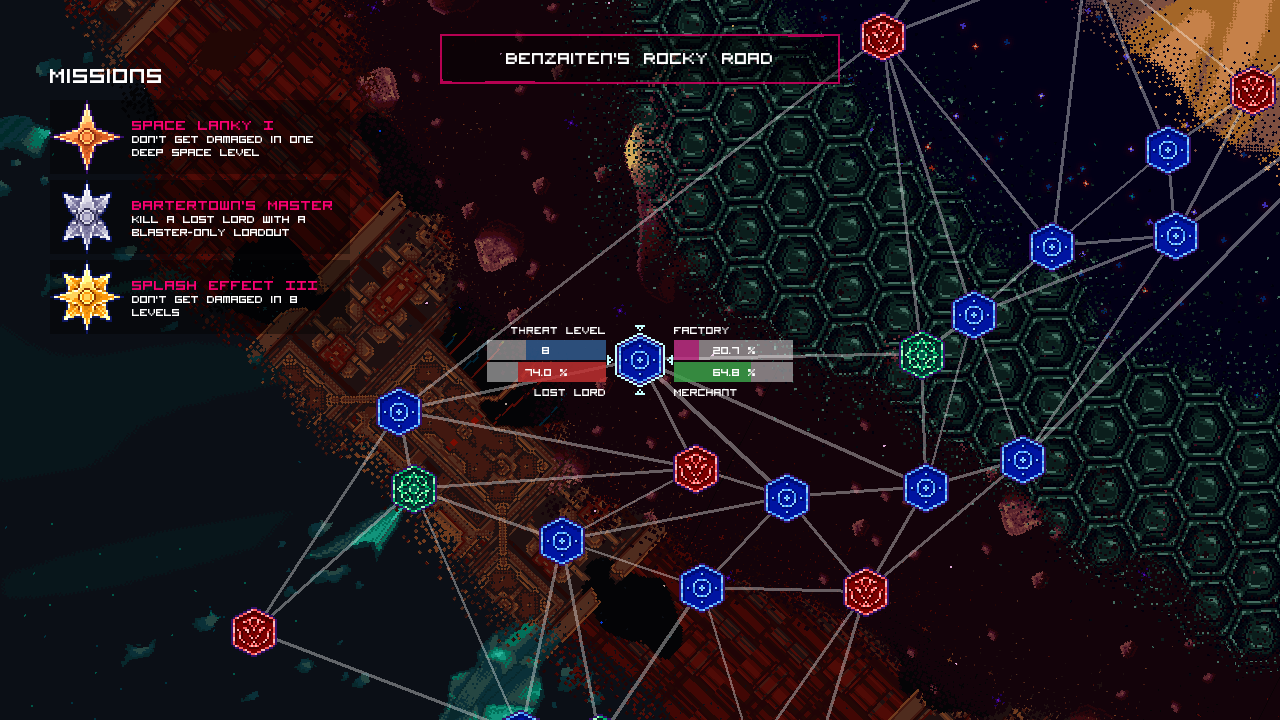 BENZAITEN'S ROCKY ROAD
MISSIONS
SPACE LANKY I
DON'T GET DAMAGED IN ONE
DEEP SPACE LEVEL
BARTERTOWN'S MASTER
KILL A LOST LORD WITH A
BLASTER-ONLY LOADOUT
SPLASH EFFECT III
DON'T GET DAMAGED IN 8
LEVELS
THREAT LEVEL
8
74.0 %
LOST LORD
FACTORY
20.7 %
64.8 %
MERCHANT